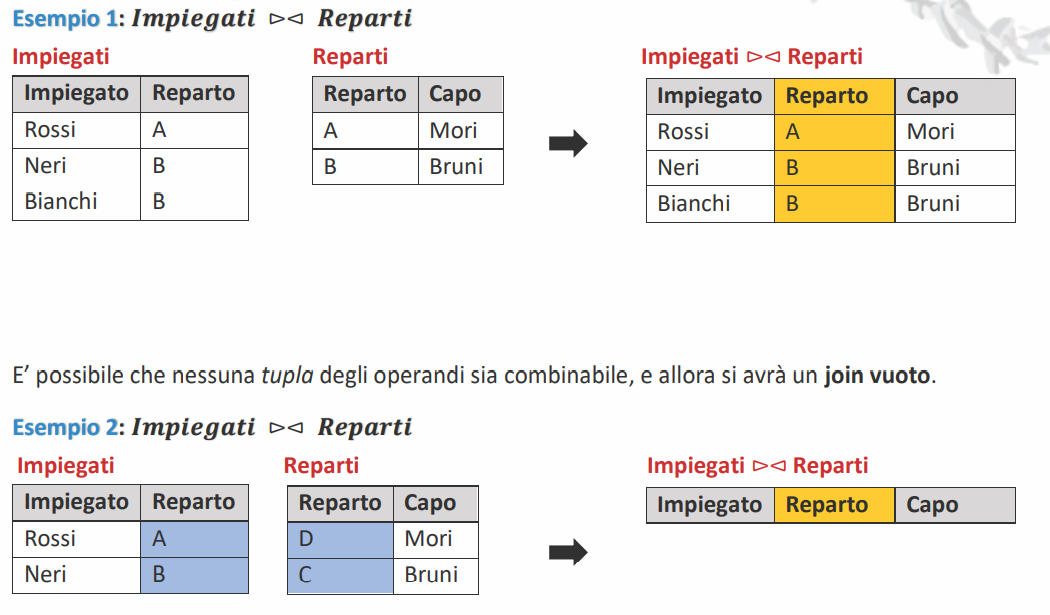 Esempio 1: Impiegati ⊳⊲ Reparti
Impiegati Reparti Impiegati ⊳⊲ Reparti
Impiegato Reparto Reparto Capo Impiegato Reparto Capo
Rossi A A Mori Rossi A Mori
Neri B B Bruni Neri B Bruni
Bianchi B Bianchi B Bruni
E’ possibile che nessuna tupla degli operandi sia combinabile, e allora si avrà un join vuoto.
Esempio 2: Impiegati ⊳⊲ Reparti
Impiegati Reparti Impiegati ⊳⊲ Reparti
Impiegato Reparto Reparto Capo Impiegato Reparto Capo
Rossi A D Mori
Neri B C Bruni